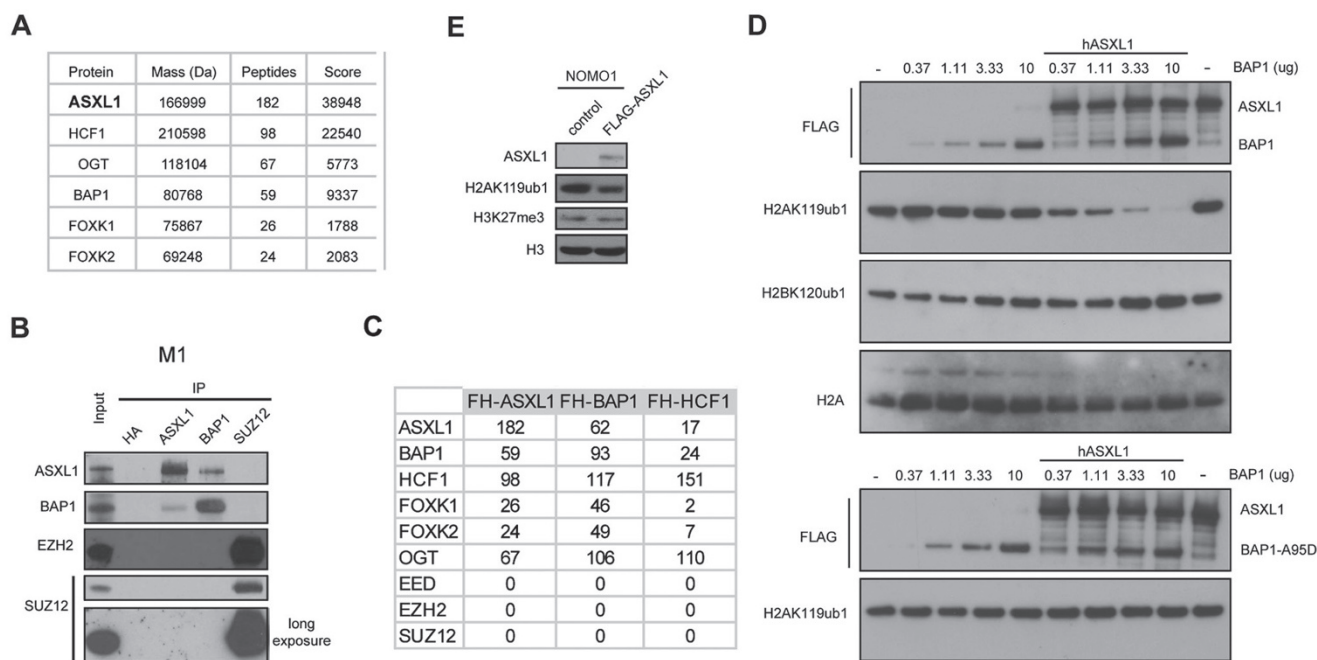 A
Protein Mass (Da) Peptides Score
ASXL1 166999 182 38948
HCF1 210598 98 22540
OGT 118104 67 5773
BAP1 80768 59 9337
FOXK1 75867 26 1788
FOXK2 69248 24 2083
B
M1
IP
Input HA ASXL1 BAP1 SUZ12
ASXL1
BAP1
EZH2
SUZ12
long
exposure
E
NOMO1
control FLAG-ASXL1
ASXL1
H2AK119ub1
H3K27me3
H3
C
FH-ASXL1 FH-BAP1 FH-HCF1
ASXL1 182 62 17
BAP1 59 93 24
HCF1 98 117 151
FOXK1 26 46 2
FOXK2 24 49 7
OGT 67 106 110
EED 0 0 0
EZH2 0 0 0
SUZ12 0 0 0
D
hASXL1
- 0.37 1.11 3.33 10 0.37 1.11 3.33 10 - BAP1 (ug)
FLAG
ASXL1
BAP1
H2AK119ub1
H2BK120ub1
H2A
hASXL1
- 0.37 1.11 3.33 10 0.37 1.11 3.33 10 - BAP1 (ug)
FLAG
ASXL1
BAP1-A95D
H2AK119ub1